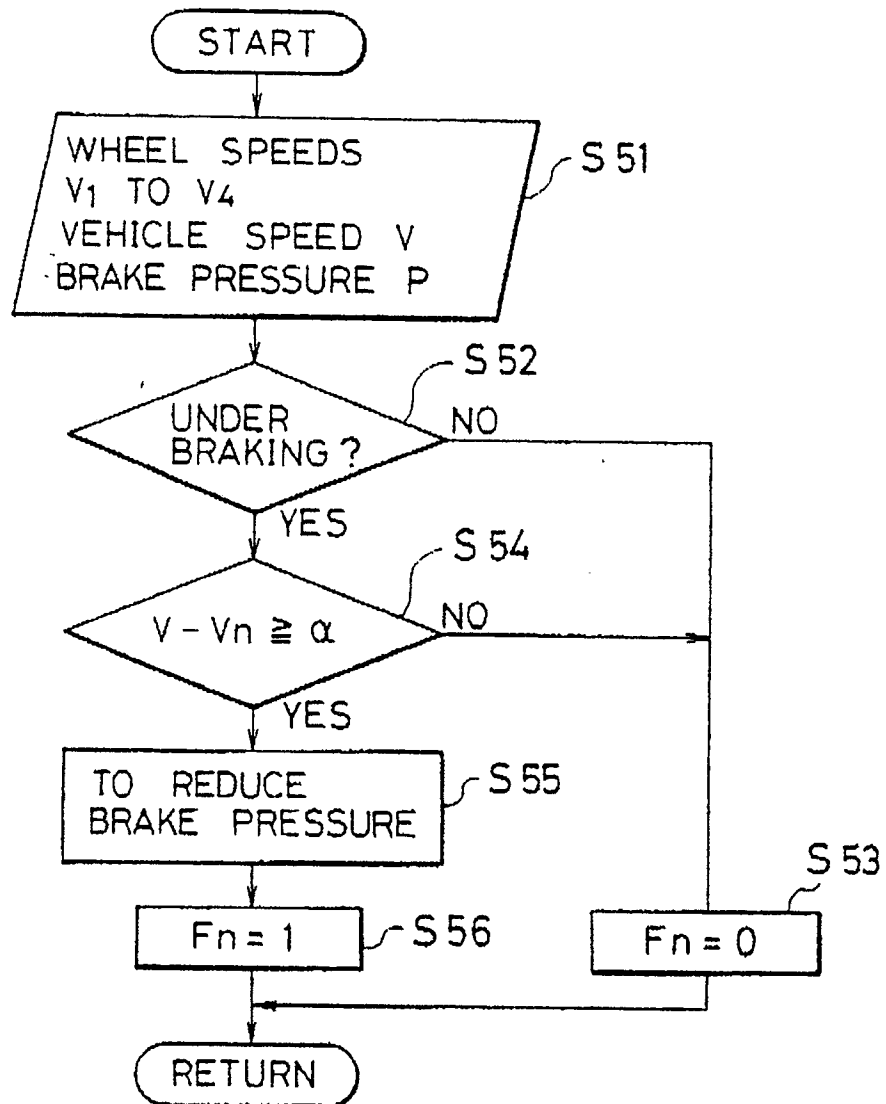 START
WHEEL SPEEDS
V1 TO V4
VEHICLE SPEED V
BRAKE PRESSURE P
S 51
S 52
UNDER
BRAKING ?
NO
YES
S 54
V - Vn ≧ α
NO
YES
TO REDUCE
BRAKE PRESSURE
S 55
S 53
Fn = 1
S 56
Fn = 0
RETURN